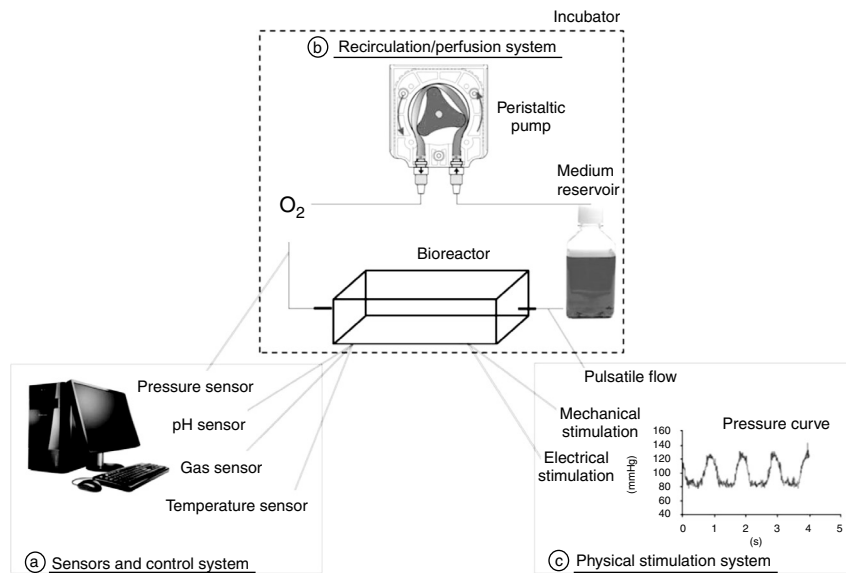 Incubator
b Recirculation/perfusion system
Peristaltic
pump
Medium
reservoir
O2
Bioreactor
Pressure sensor
pH sensor
Gas sensor
Temperature sensor
a Sensors and control system
Pulsatile flow
Mechanical
stimulation
Electrical
stimulation
Pressure curve
160
140
120
100
80
60
40
(mmHg)
0 1 2 3 4 5
(s)
c Physical stimulation system